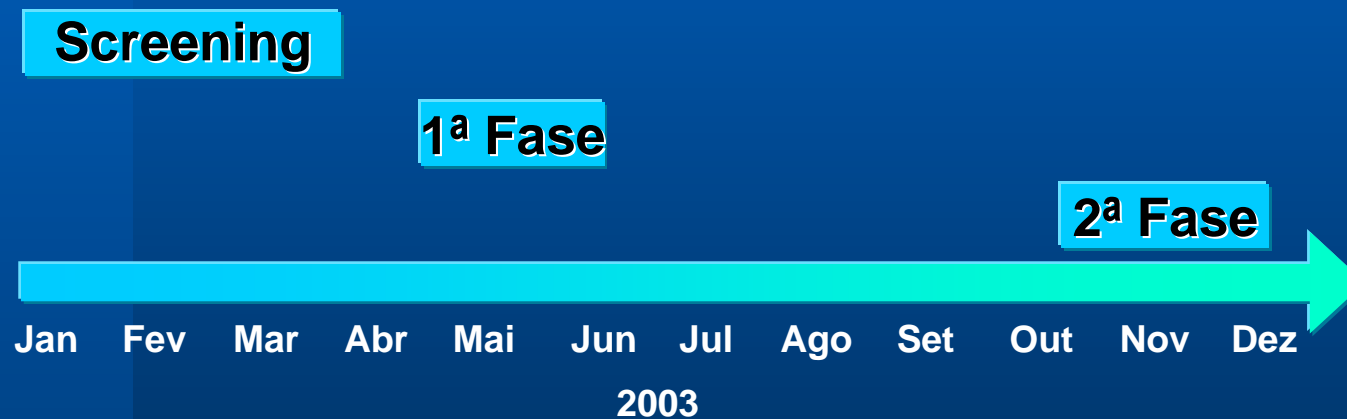 Screening
1ª Fase
2ª Fase
Jan Fev Mar Abr Mai Jun Jul Ago Set Out Nov Dez
2003